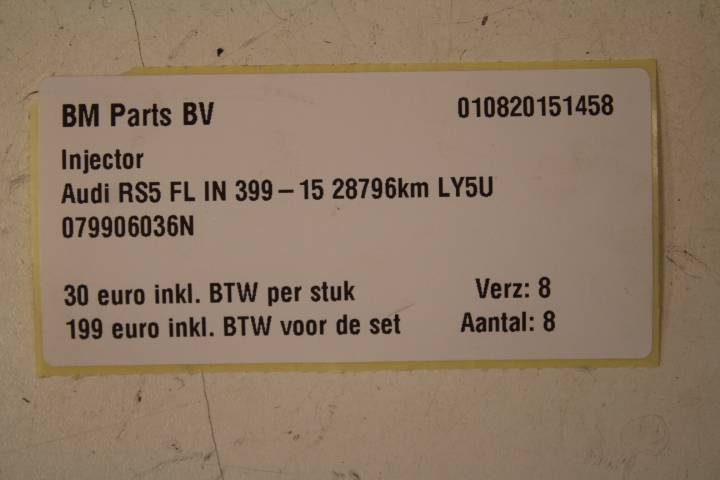 BM Parts BV 010820151458
Injector
Audi RS5 FL IN 399-15 28796km LY5U
079906036N
30 euro inkl. BTW per stuk Verz: 8
199 euro inkl. BTW voor de set Aantal: 8